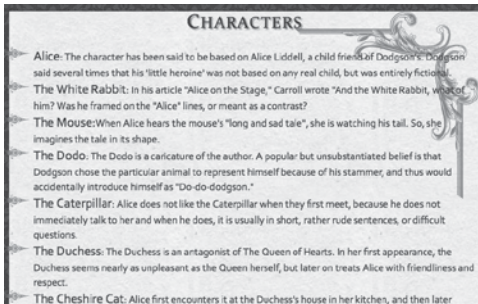 CHARACTERS
Alice: The character has been said to be based on Alice Liddell, a child friend of Dodgson's. Dodgson
said several times that his 'little heroine' was not based on any real child, but was entirely fictional.
The White Rabbit: In his article "Alice on the Stage," Carroll wrote "And the White Rabbit, what of
him? Was he framed on the "Alice" lines, or meant as a contrast?
The Mouse:When Alice hears the mouse's "long and sad tale", she is watching his tail. So, she
imagines the tale in its shape.
The Dodo: The Dodo is a caricature of the author. A popular but unsubstantiated belief is that
Dodgson chose the particular animal to represent himself because of his stammer, and thus would
accidentally introduce himself as "Do-do-dodgson."
The Caterpillar: Alice does not like the Caterpillar when they first meet, because he does not
immediately talk to her and when he does, it is usually in short, rather rude sentences, or difficult
questions.
The Duchess: The Duchess is an antagonist of The Queen of Hearts. In her first appearance, the
Duchess seems nearly as unpleasant as the Queen herself, but later on treats Alice with friendliness and
respect.
The Cheshire Cat: Alice first encounters it at the Duchess's house in her kitchen, and then later